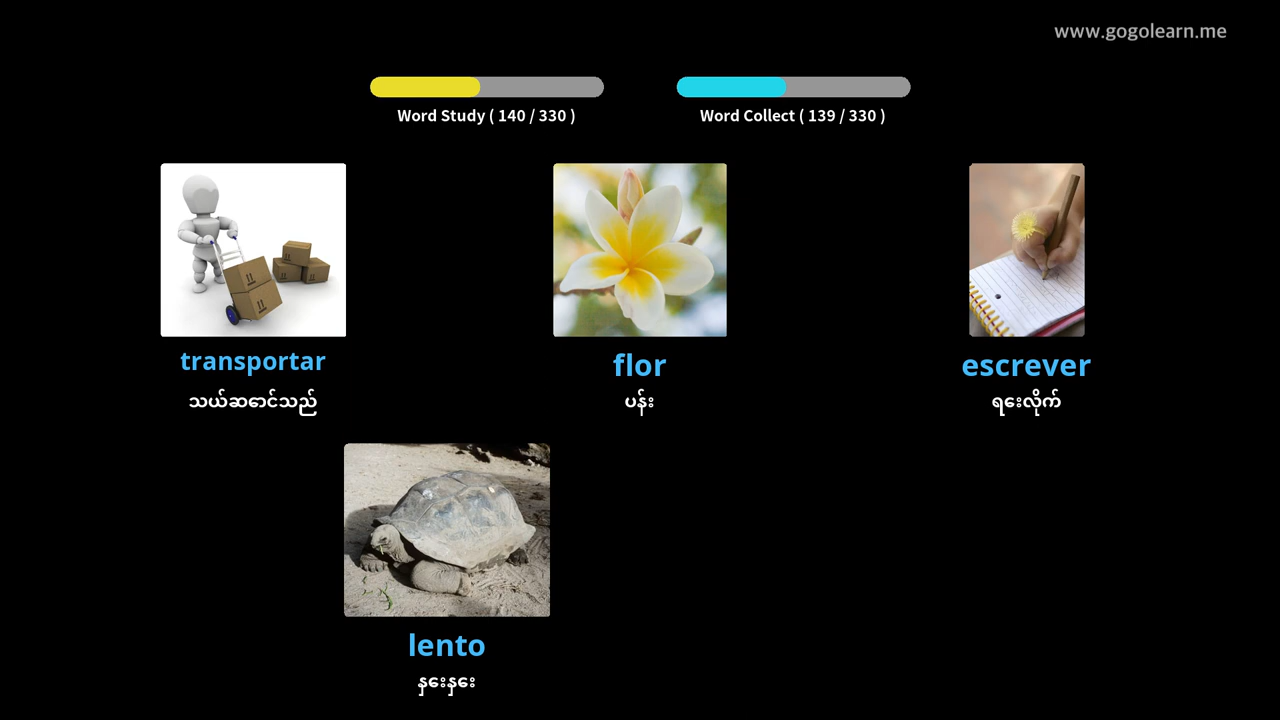 www.gogolearn.me
Word Study ( 140 / 330 )
Word Collect ( 139 / 330 )
transportar
flor
escrever
သယ်ဆောင်သည်
ပန်း
ရေးလိုက်
lento
နှေးနှေး